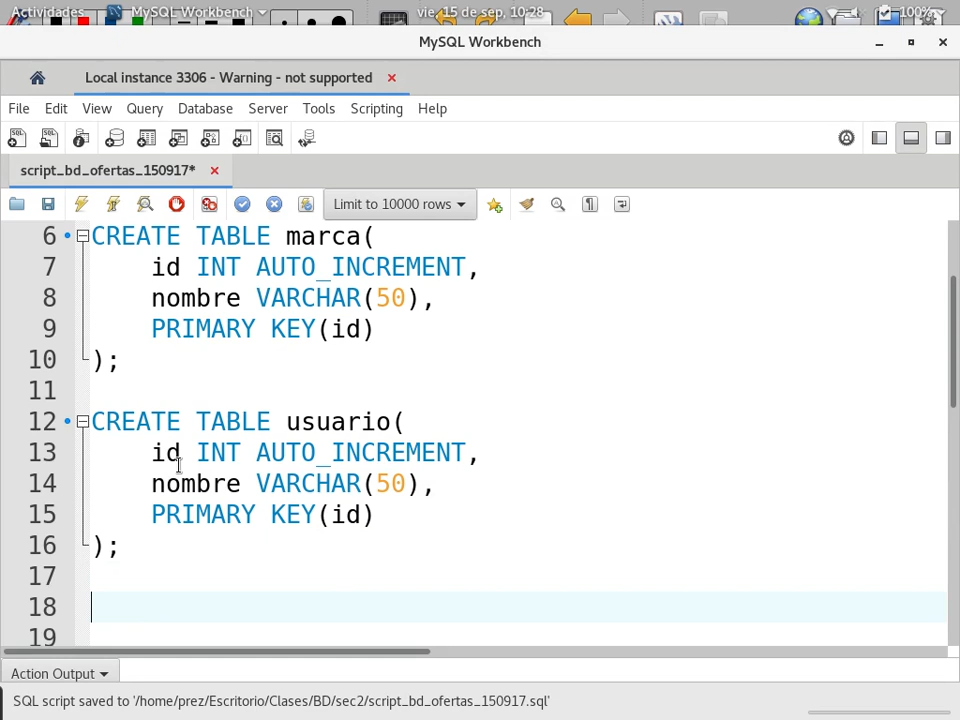 Actividades MySQL Workbench vie, 15 de sep, 10:28 100%
MySQL Workbench
Local instance 3306 - Warning - not supported
File Edit View Query Database Server Tools Scripting Help
script_bd_ofertas_150917*
Limit to 10000 rows
6 CREATE TABLE marca(
7 id INT AUTO_INCREMENT,
8 nombre VARCHAR(50),
9 PRIMARY KEY(id)
10 );
11
12 CREATE TABLE usuario(
13 id INT AUTO_INCREMENT,
14 nombre VARCHAR(50),
15 PRIMARY KEY(id)
16 );
17
18
19
Action Output
SQL script saved to '/home/prez/Escritorio/Clases/BD/sec2/script_bd_ofertas_150917.sql'